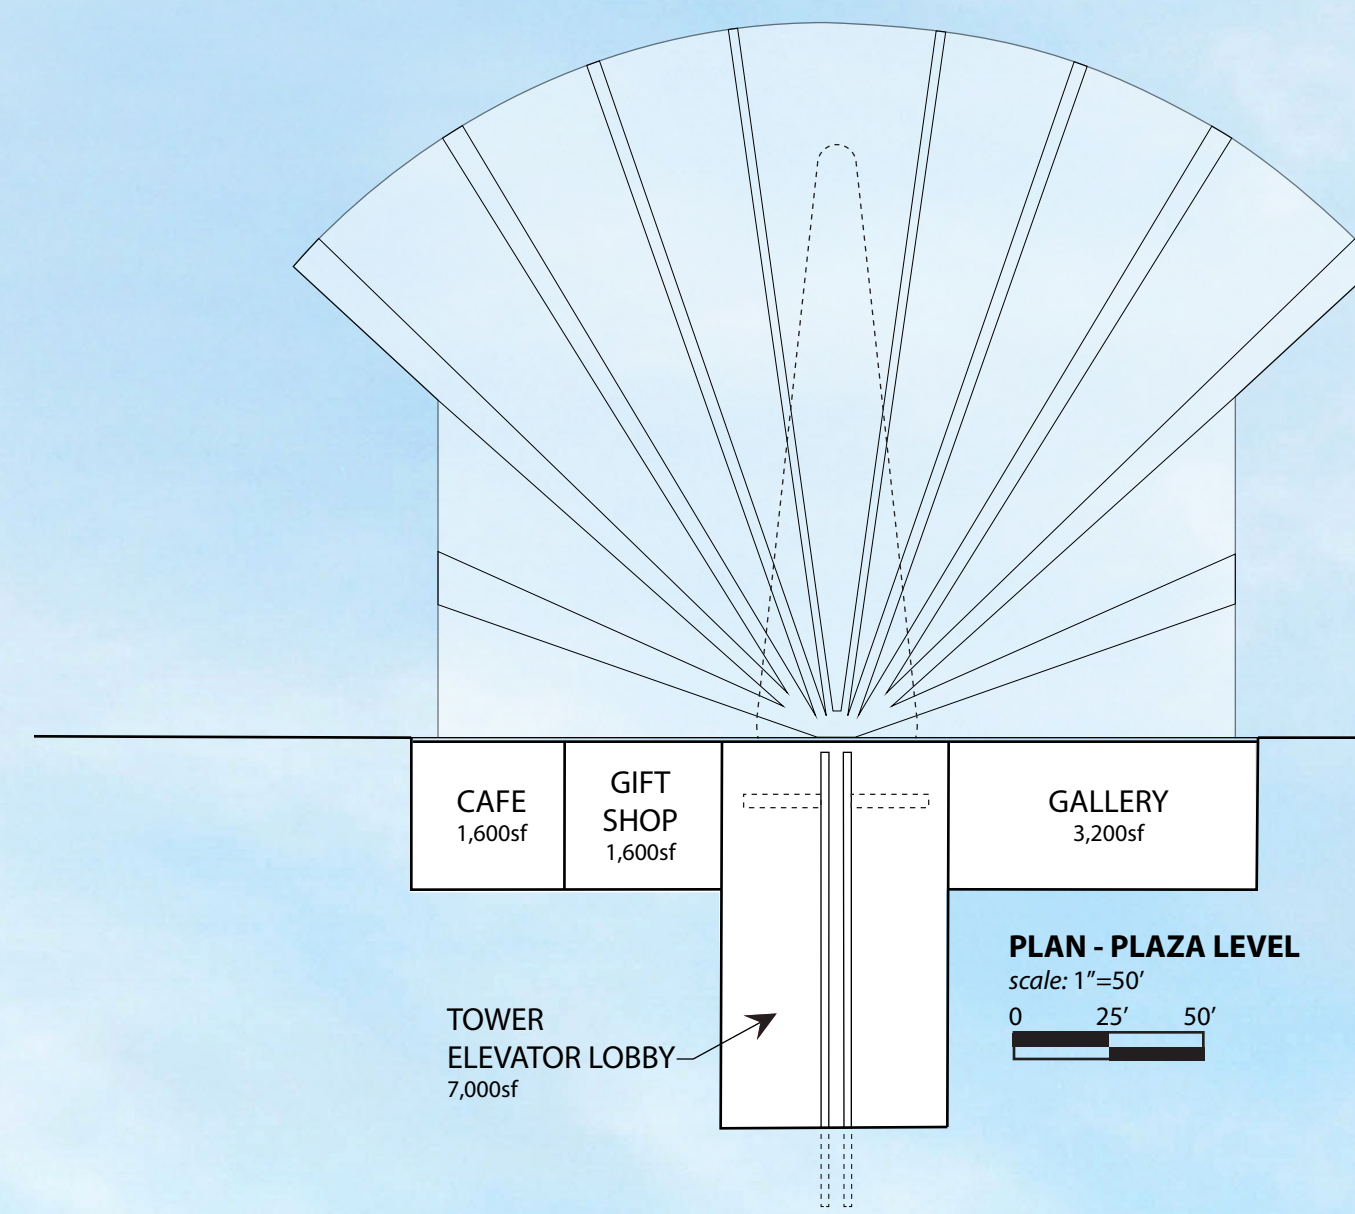 CAFE
1,600sf
GIFT
SHOP
1,600sf
GALLERY
3,200sf
TOWER
ELEVATOR LOBBY
7,000sf
PLAN - PLAZA LEVEL
scale: 1”=50’
0 25’ 50’